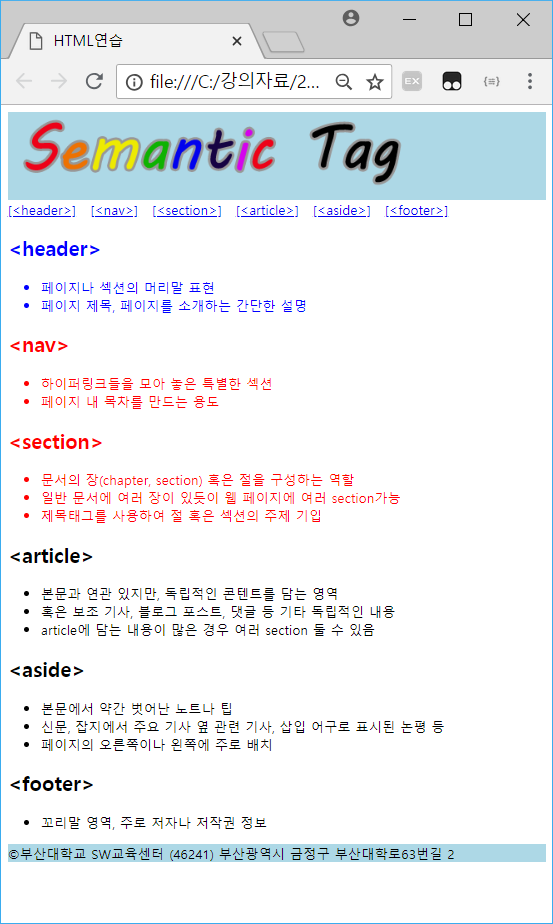 HTML연습
file:///C:/강의자료/2...
EX
{≡}
Semantic Tag
[<header>] [<nav>] [<section>] [<article>] [<aside>] [<footer>]
<header>
페이지나 섹션의 머리말 표현
페이지 제목, 페이지를 소개하는 간단한 설명
<nav>
하이퍼링크들을 모아 놓은 특별한 섹션
페이지 내 목차를 만드는 용도
<section>
문서의 장(chapter, section) 혹은 절을 구성하는 역할
일반 문서에 여러 장이 있듯이 웹 페이지에 여러 section가능
제목태그를 사용하여 절 혹은 섹션의 주제 기입
<article>
본문과 연관 있지만, 독립적인 콘텐트를 담는 영역
혹은 보조 기사, 블로그 포스트, 댓글 등 기타 독립적인 내용
article에 담는 내용이 많은 경우 여러 section 둘 수 있음
<aside>
본문에서 약간 벗어난 노트나 팁
신문, 잡지에서 주요 기사 옆 관련 기사, 삽입 어구로 표시된 논평 등
페이지의 오른쪽이나 왼쪽에 주로 배치
<footer>
꼬리말 영역, 주로 저자나 저작권 정보
©부산대학교 SW교육센터 (46241) 부산광역시 금정구 부산대학로63번길 2